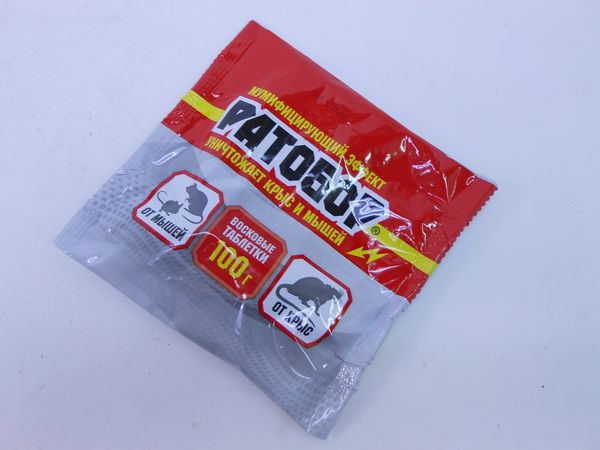 МУМИФИЦИРУЮЩИЙ ЭФФЕКТ
РАТОБОР®
УНИЧТОЖАЕТ КРЫС И МЫШЕЙ
ОТ МЫШЕЙ
ВОСКОВЫЕ
ТАБЛЕТКИ
100 г
ОТ КРЫС